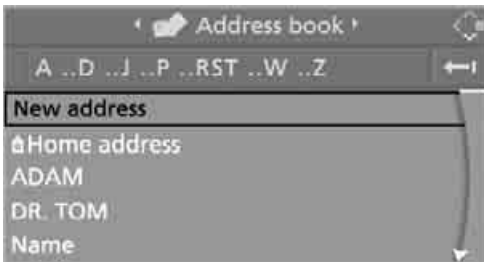 Address book
A ..D ..J ..P ..RST ..W ..Z
New address
Home address
ADAM
DR. TOM
Name